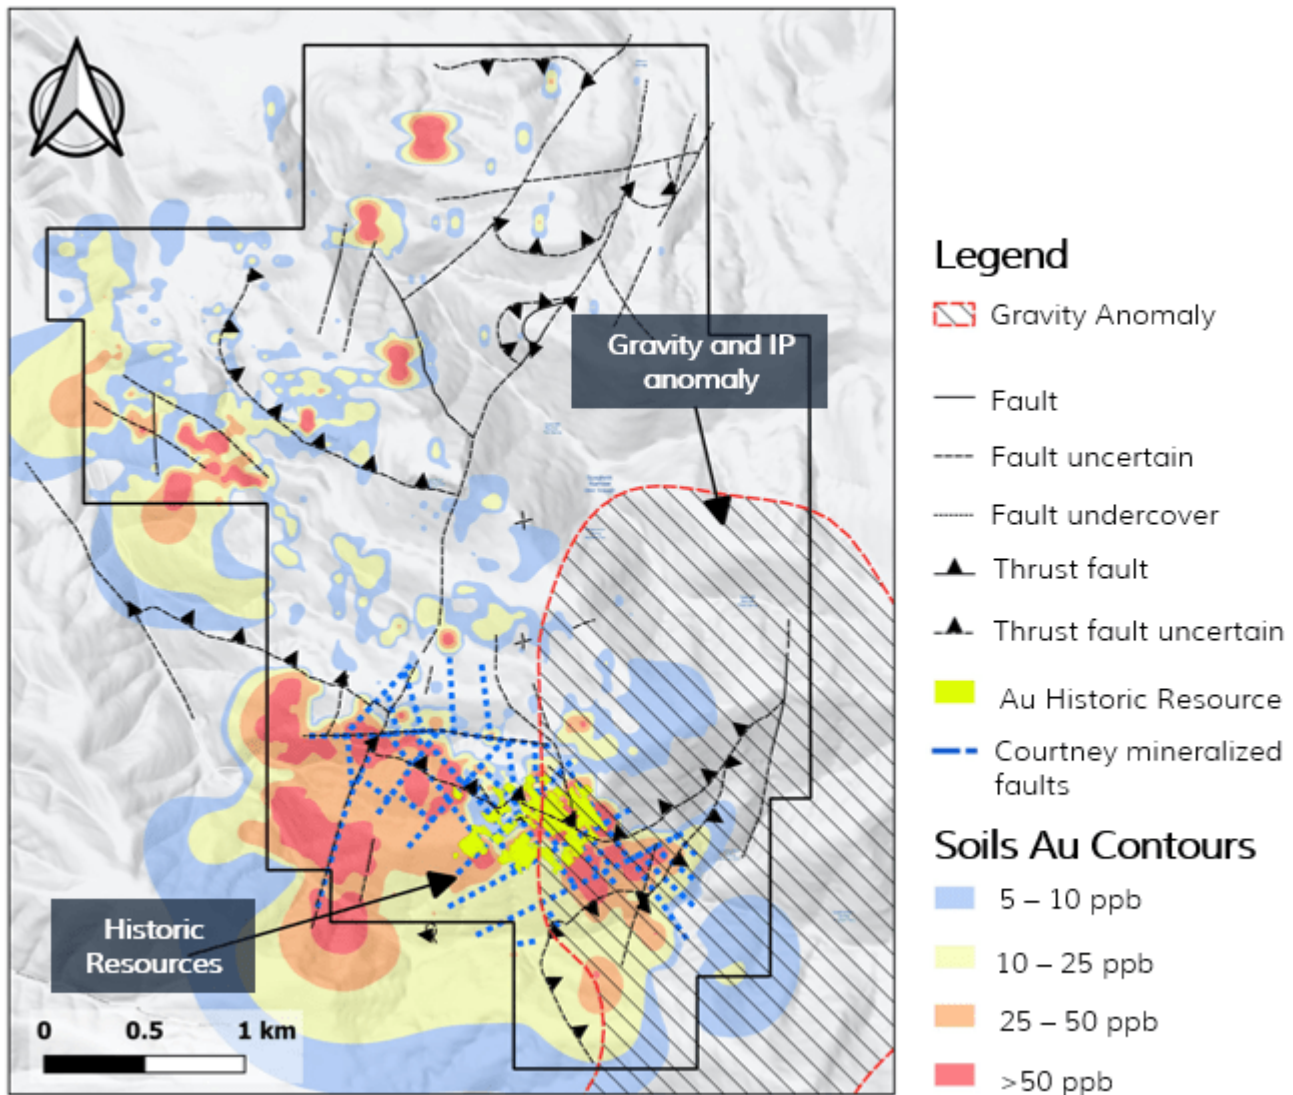 Gravity and IP
anomaly
Historic
Resources
0 0.5 1 km
Legend
Gravity Anomaly
Fault
Fault uncertain
Fault undercover
Thrust fault
Thrust fault uncertain
Au Historic Resource
Courtney mineralized
faults
Soils Au Contours
5 – 10 ppb
10 – 25 ppb
25 – 50 ppb
>50 ppb